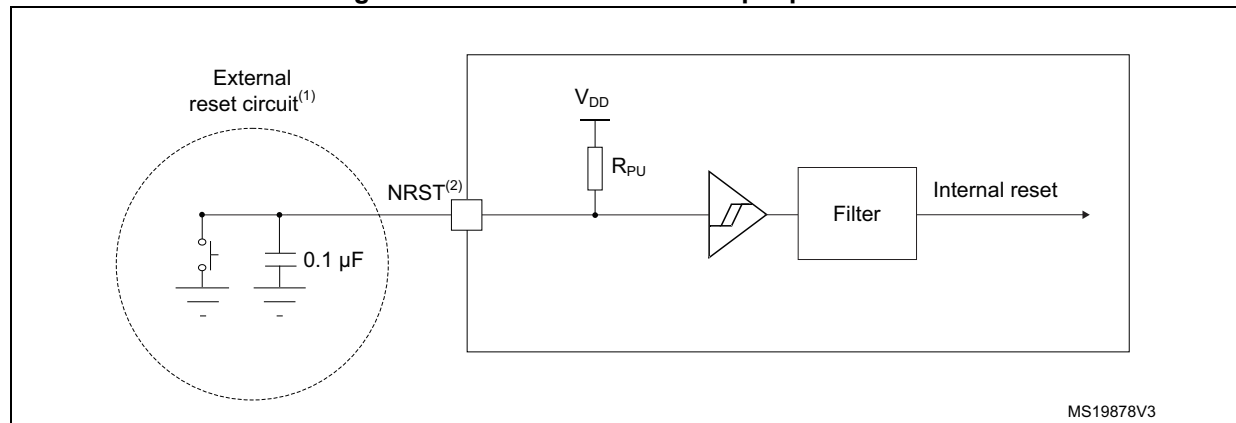 External
reset circuit(1)
VDD
RPU
NRST(2)
Filter
Internal reset
0.1 µF
MS19878V3